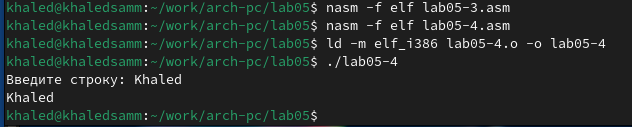 khaled@khaledsamm:~/work/arch-pc/lab05$ nasm -f elf lab05-3.asm
khaled@khaledsamm:~/work/arch-pc/lab05$ nasm -f elf lab05-4.asm
khaled@khaledsamm:~/work/arch-pc/lab05$ ld -m elf_i386 lab05-4.o -o lab05-4
khaled@khaledsamm:~/work/arch-pc/lab05$ ./lab05-4
Введите строку: Khaled
Khaled
khaled@khaledsamm:~/work/arch-pc/lab05$